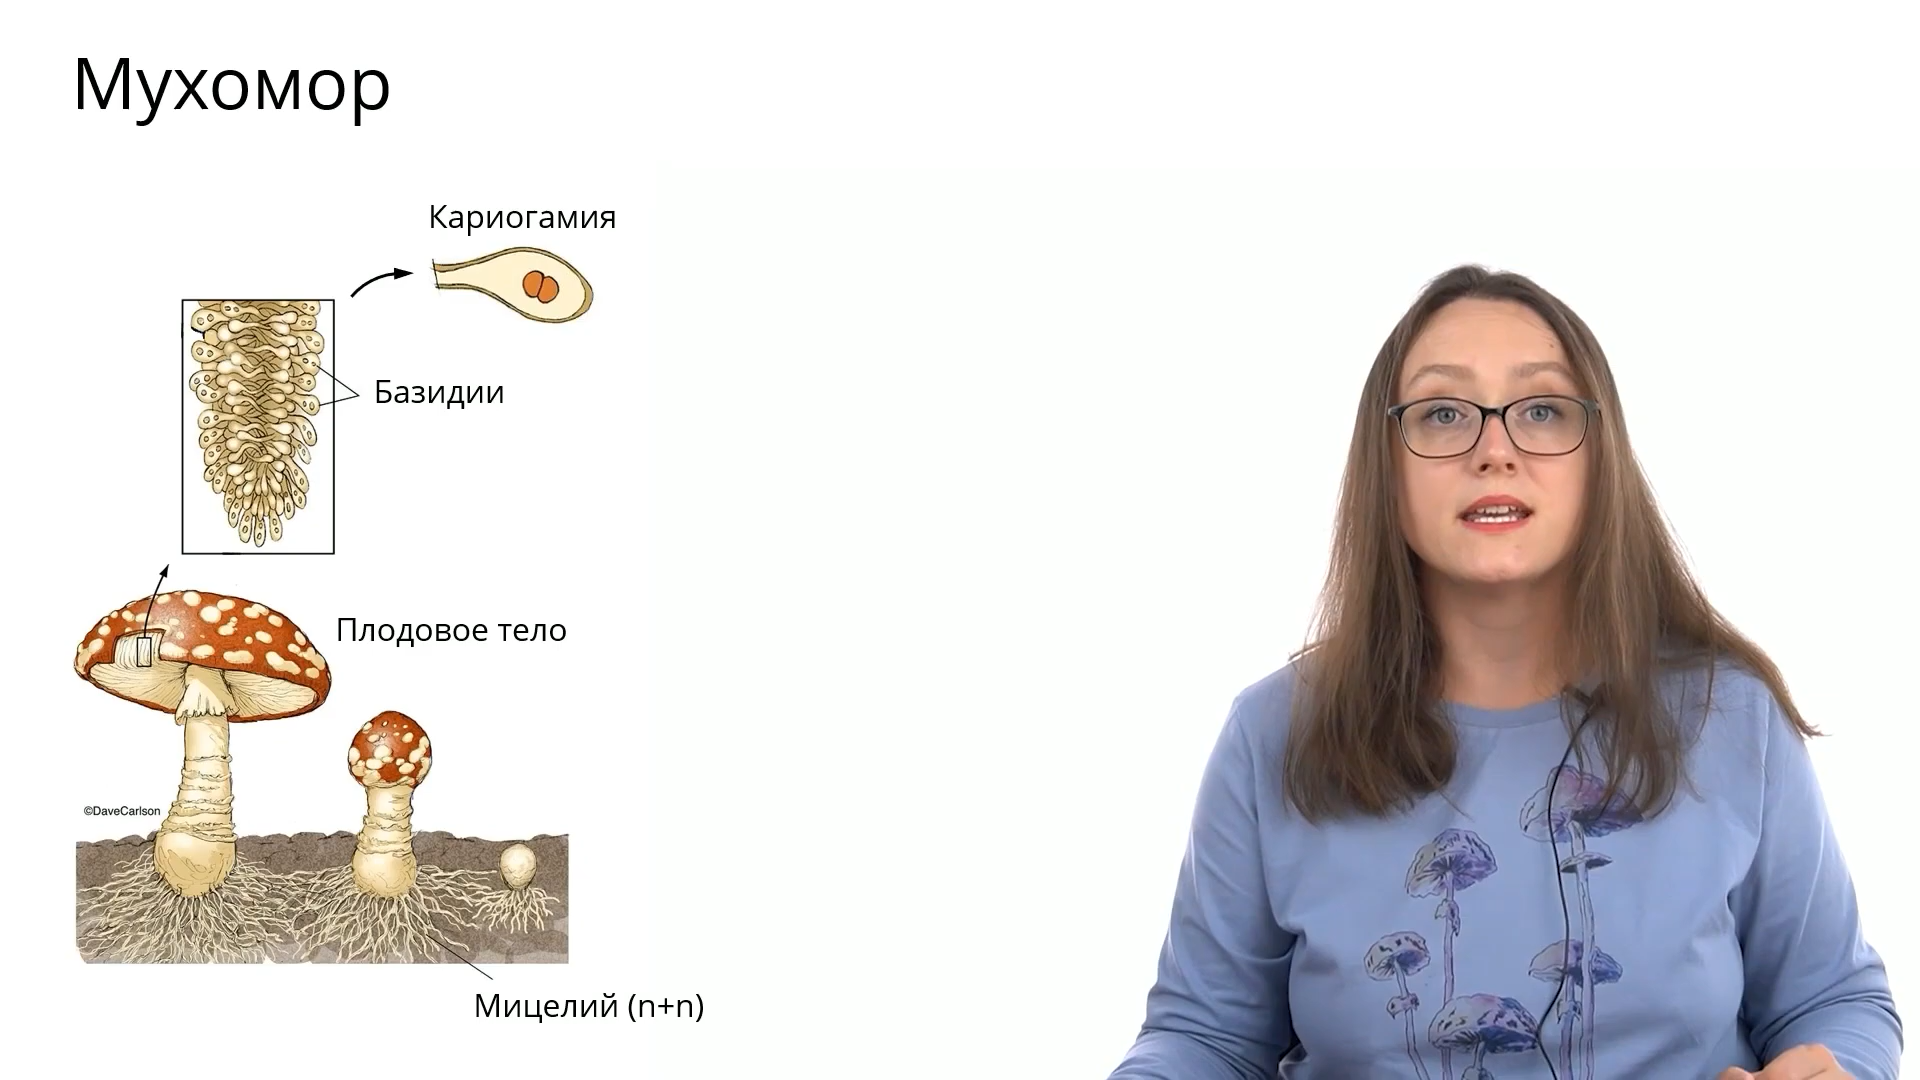 Мухомор
Кариогамия
Базидии
Плодовое тело
©DaveCarlson
Мицелий (n+n)